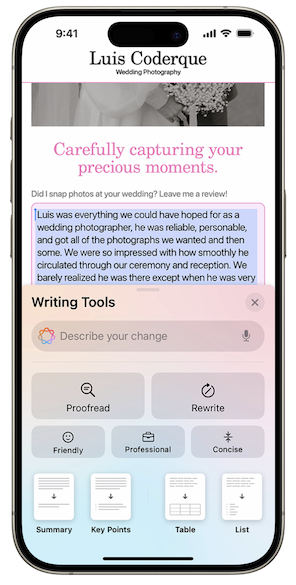 9:41
Luis Coderque
Wedding Photography
Carefully capturing your
precious moments.
Did I snap photos at your wedding? Leave me a review!
Luis was everything we could have hoped for as a
wedding photographer, he was reliable, personable,
and got all of the photographs we wanted and then
some. We were so impressed with how smoothly he
circulated through our ceremony and reception. We
barely realized he was there except when he was very
Writing Tools
Describe your change
Proofread
Rewrite
Friendly
Professional
Concise
Summary
Key Points
Table
List